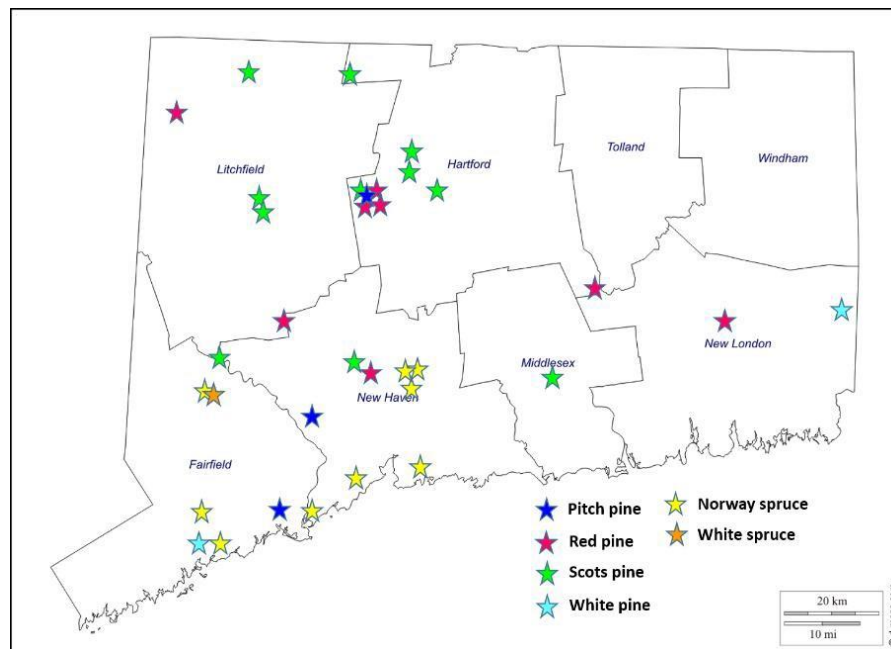 Litchfield
Hartford
Tolland
Windham
New London
Middlesex
New Haven
Fairfield
Pitch pine
Red pine
Scots pine
White pine
Norway spruce
White spruce
20 km
10 mi